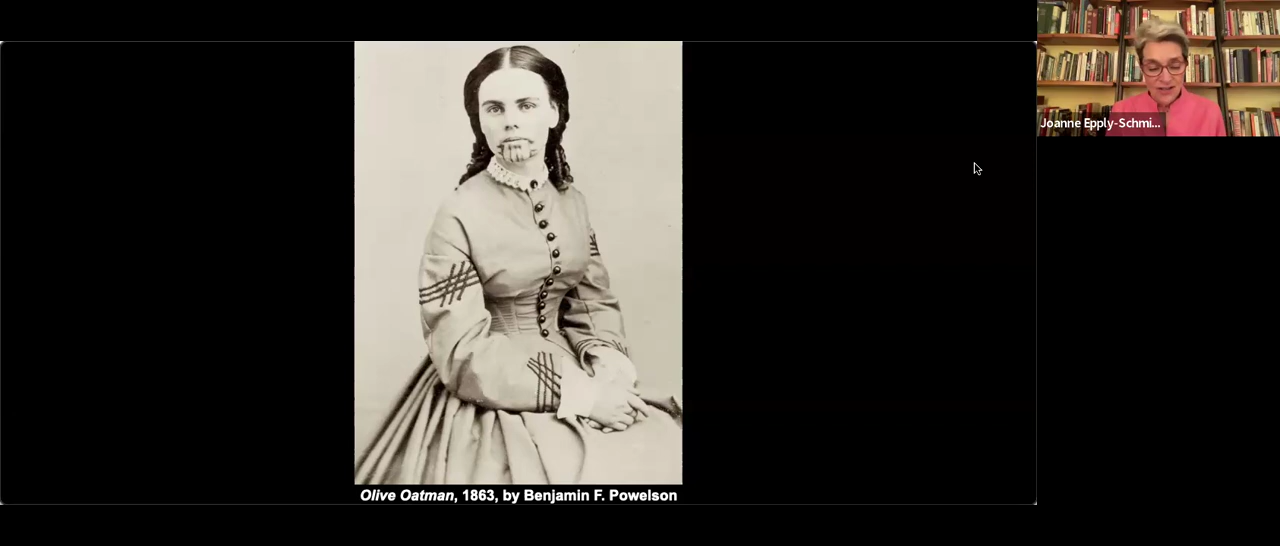 Joanne Epply-Schmi...
Olive Oatman, 1863, by Benjamin F. Powelson